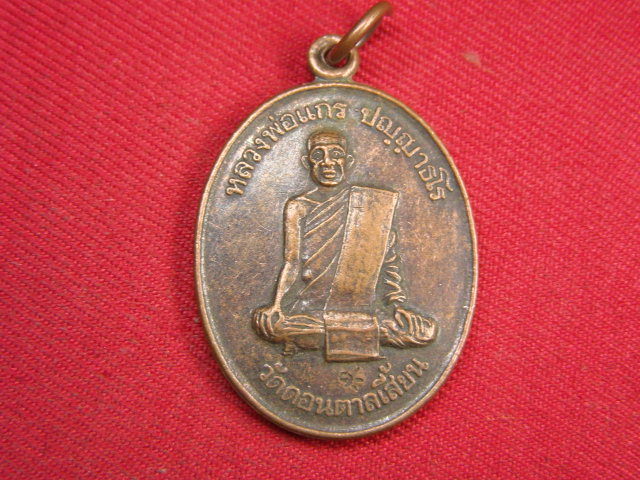 หลวงพ่อแกร ปญฺญาธโร
วัดดอนตาลเสี้ยน